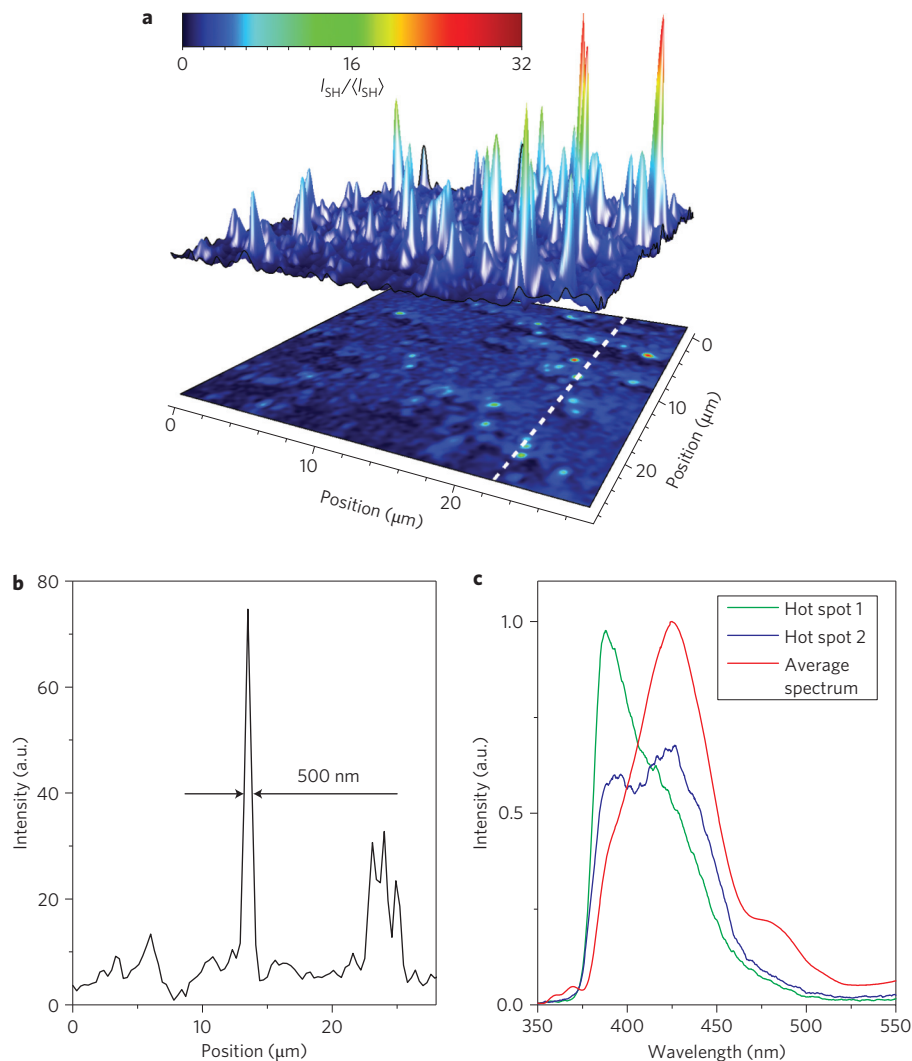 a
0
16
32
I_SH/⟨I_SH⟩
0
10
20
Position (μm)
0
10
20
Position (μm)
b
80
60
40
20
0
Intensity (a.u.)
500 nm
0
10
20
Position (μm)
c
1.0
0.5
0.0
Intensity (a.u.)
Hot spot 1
Hot spot 2
Average
spectrum
350
400
450
500
550
Wavelength (nm)